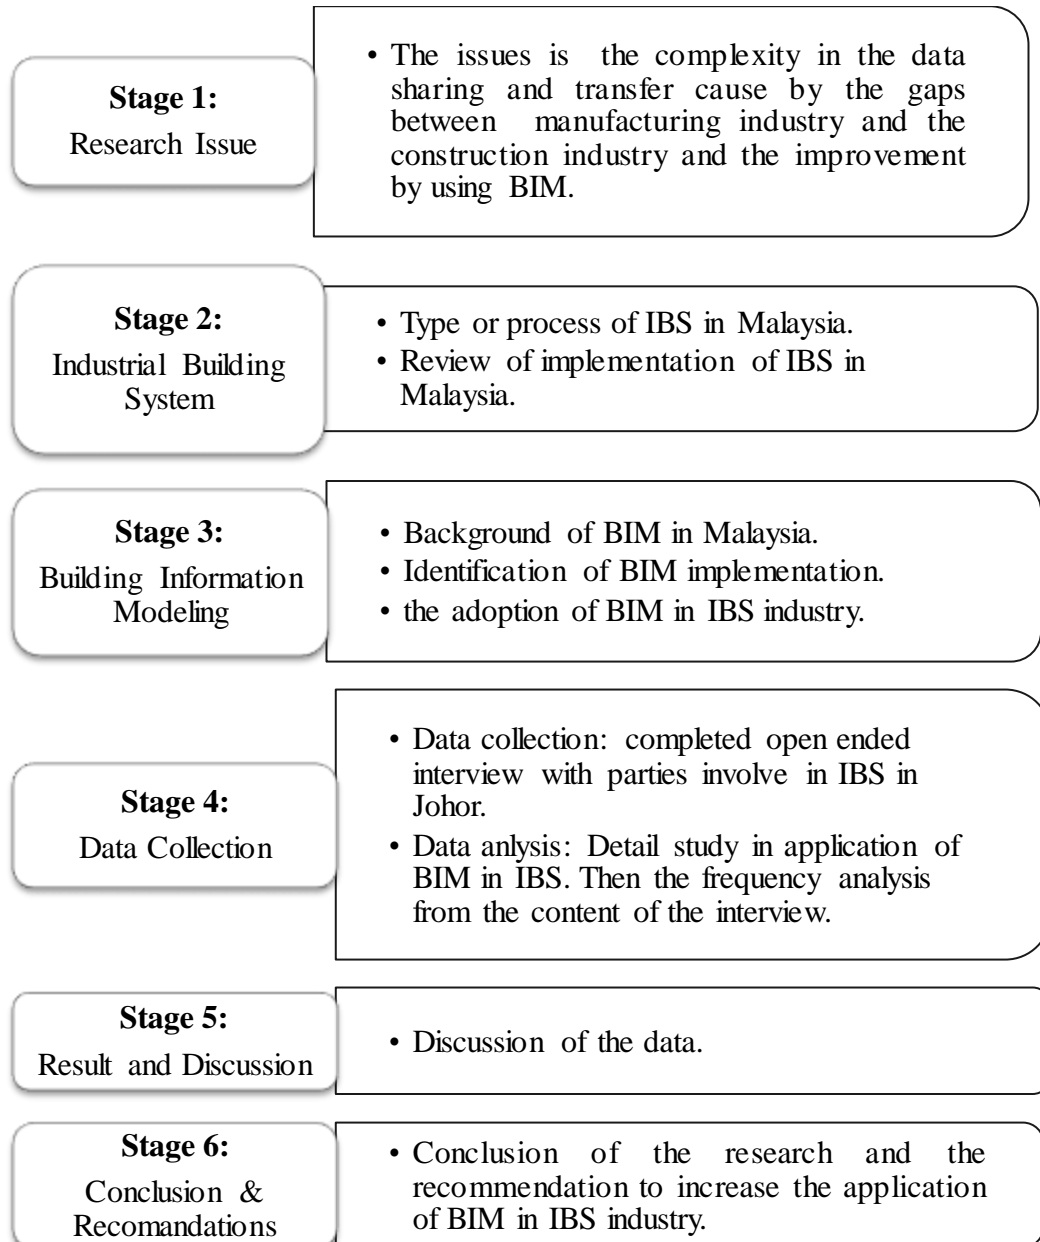 Stage 1:
Research Issue
• The issues is the complexity in the data
sharing and transfer cause by the gaps
between manufacturing industry and the
construction industry and the improvement
by using BIM.
Stage 2:
Industrial Building
System
• Type or process of IBS in Malaysia.
• Review of implementation of IBS in
Malaysia.
Stage 3:
Building Information
Modeling
• Background of BIM in Malaysia.
• Identification of BIM implementation.
• the adoption of BIM in IBS industry.
Stage 4:
Data Collection
• Data collection: completed open ended
interview with parties involve in IBS in
Johor.
• Data anlysis: Detail study in application of
BIM in IBS. Then the frequency analysis
from the content of the interview.
Stage 5:
Result and Discussion
• Discussion of the data.
Stage 6:
Conclusion &
Recomandations
• Conclusion of the research and the
recommendation to increase the application
of BIM in IBS industry.